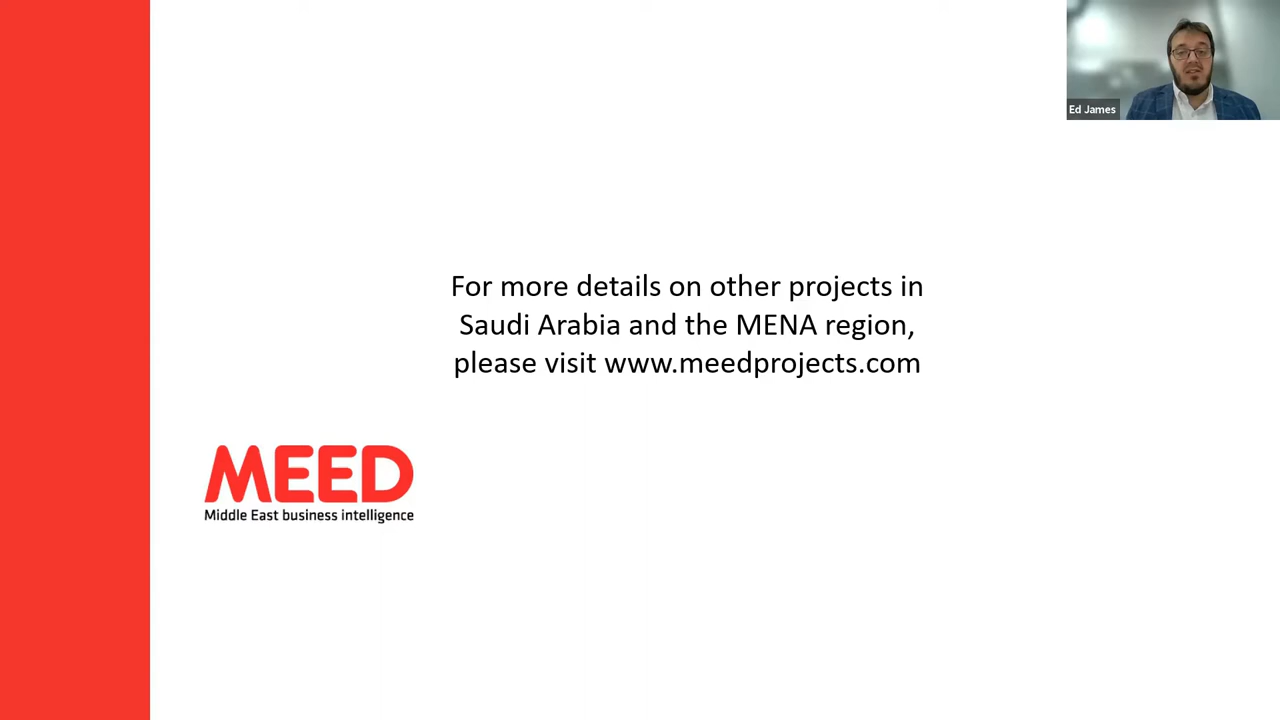 Ed James
For more details on other projects in
Saudi Arabia and the MENA region,
please visit www.meedprojects.com
MEED
Middle East business intelligence